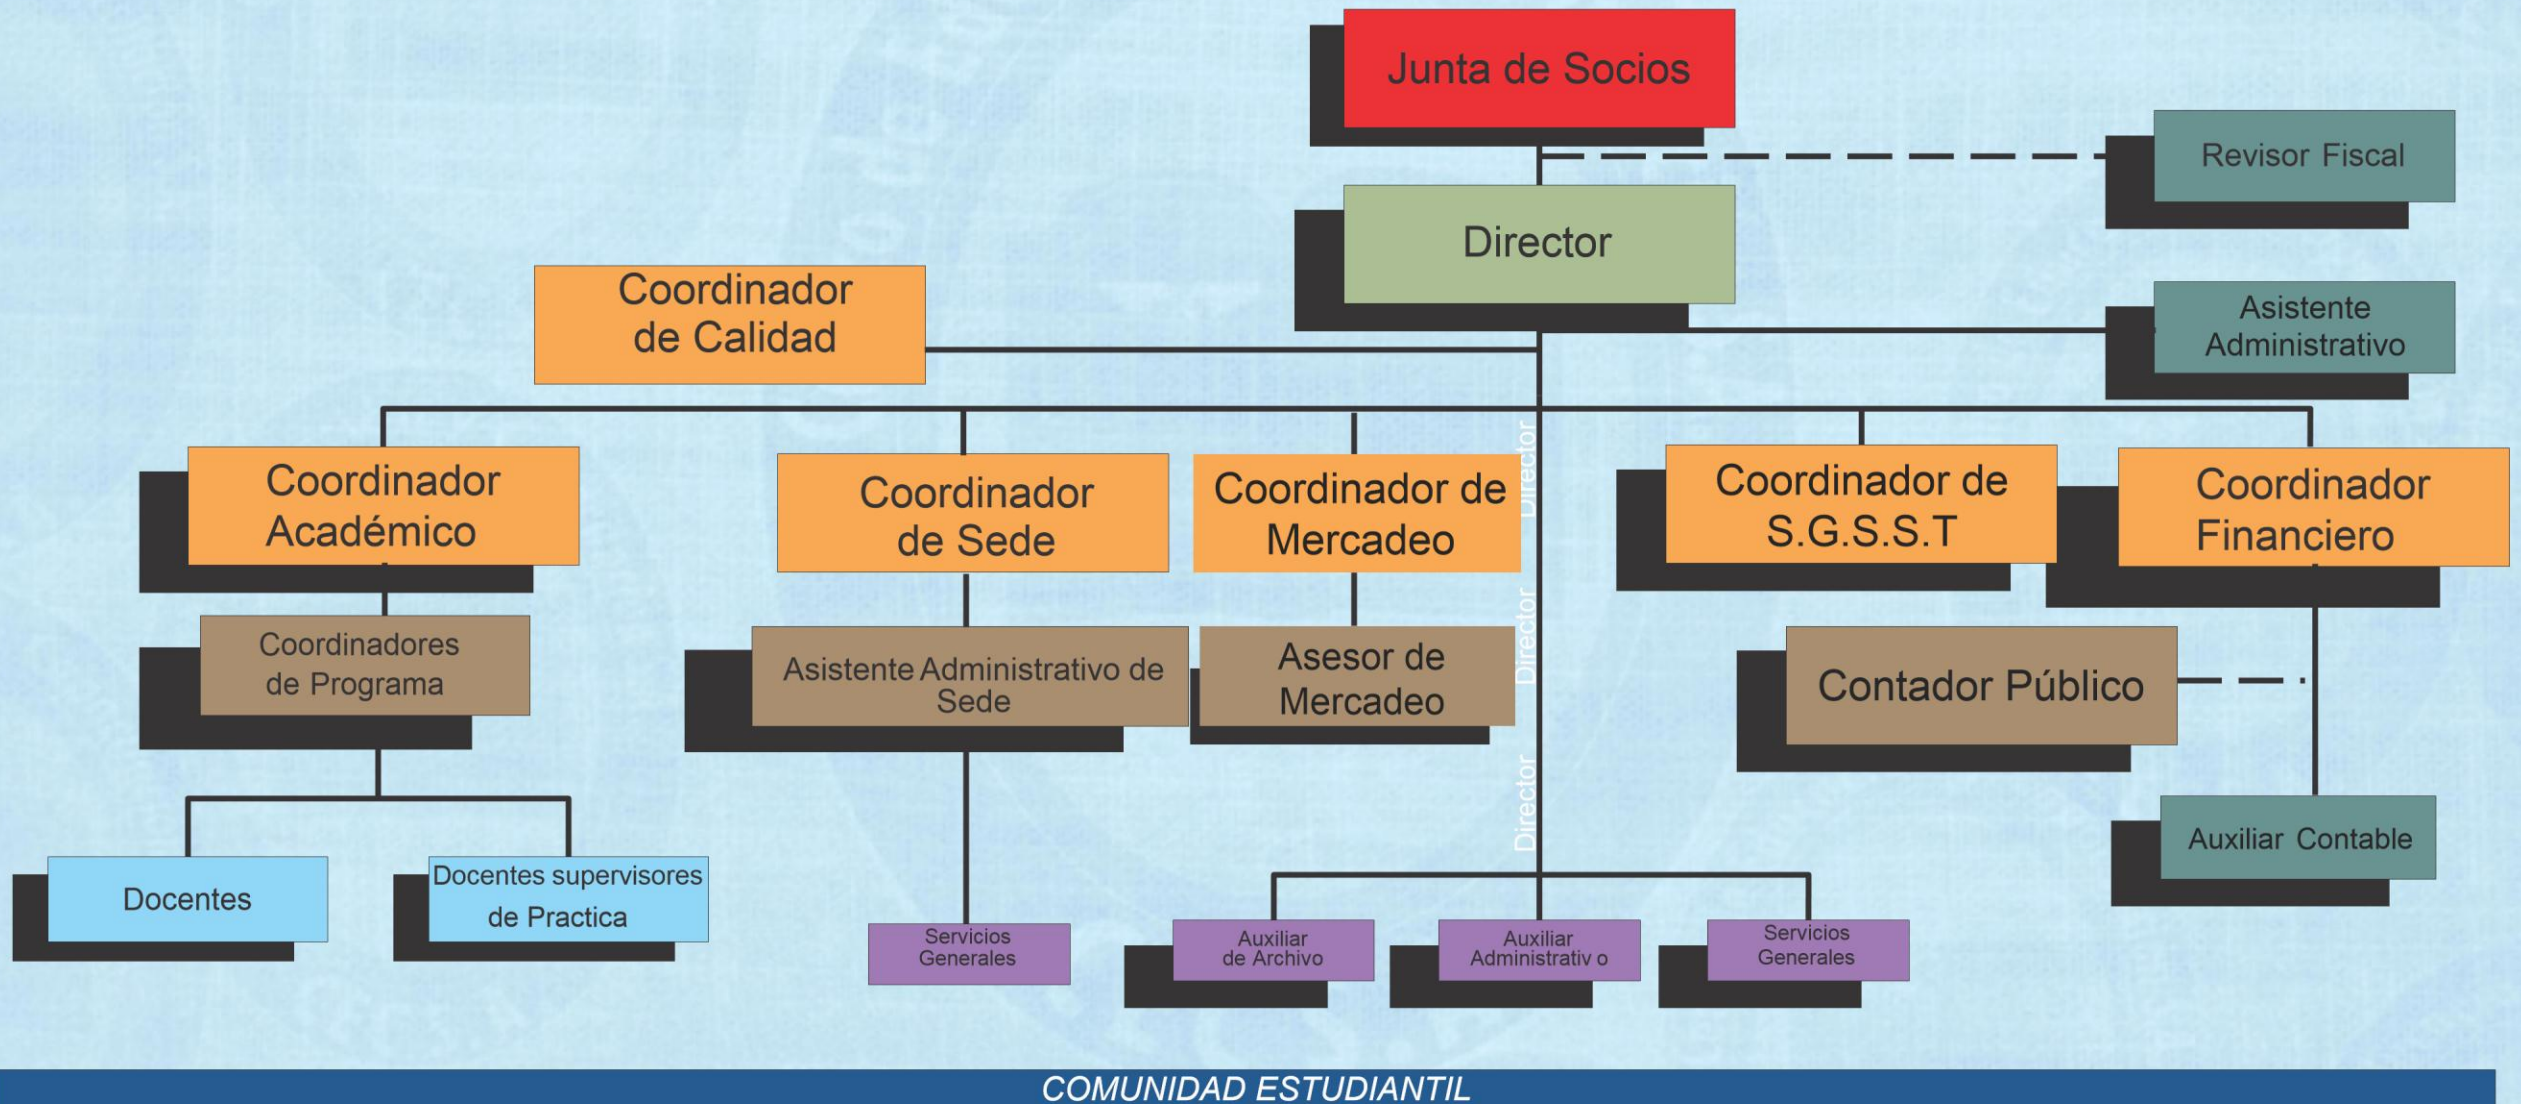 Junta de Socios
Revisor Fiscal
Director
Coordinador
de Calidad
Asistente
Administrativo
Coordinador
Académico
Coordinador
de Sede
Coordinador de
Mercadeo
Director
Director
Director
Coordinador de
S.G.S.S.T
Coordinador
Financiero
Coordinadores
de Programa
Asistente Administrativo de
Sede
Asesor de
Mercadeo
Contador Público
Auxiliar Contable
Docentes
Docentes supervisores
de Practica
Servicios
Generales
Auxiliar
de Archivo
Auxiliar
Administrativ o
Servicios
Generales
COMUNIDAD ESTUDIANTIL